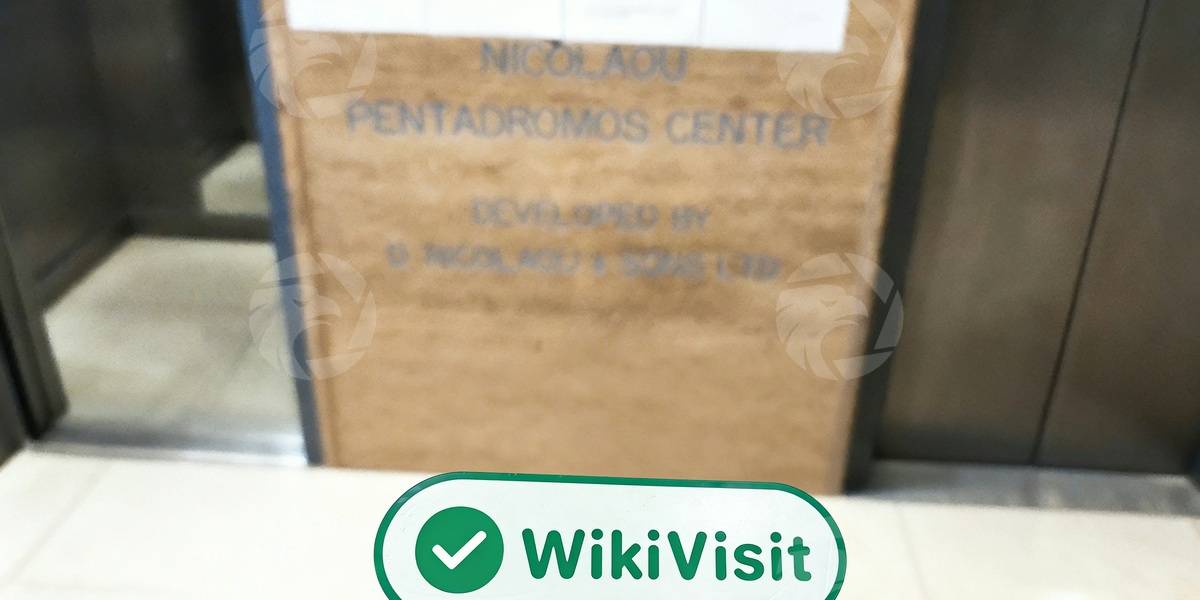 NICOLAOU
PENTADROMOS CENTER
DEVELOPED BY
D. NICOLAOU & SONS LTD
WikiVisit